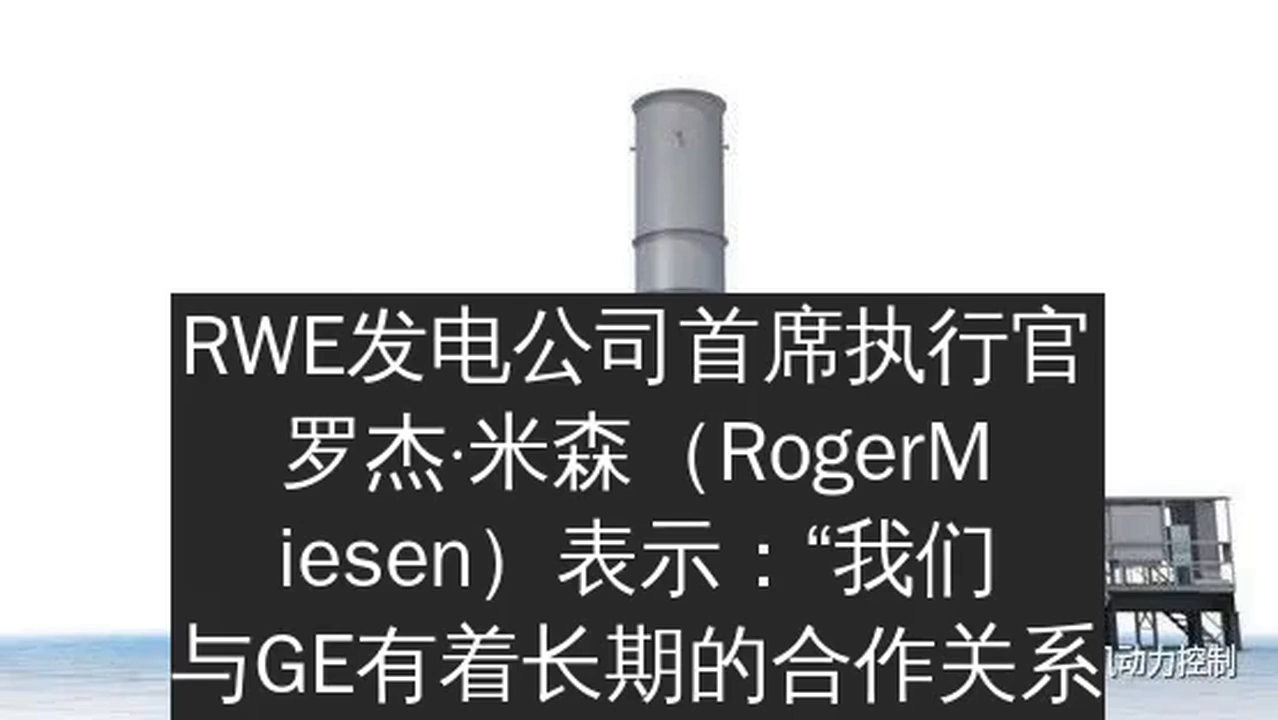 RWE发电公司首席执行官
罗杰·米森（RogerM
iesen）表示：“我们
与GE有着长期的合作关系
动力控制